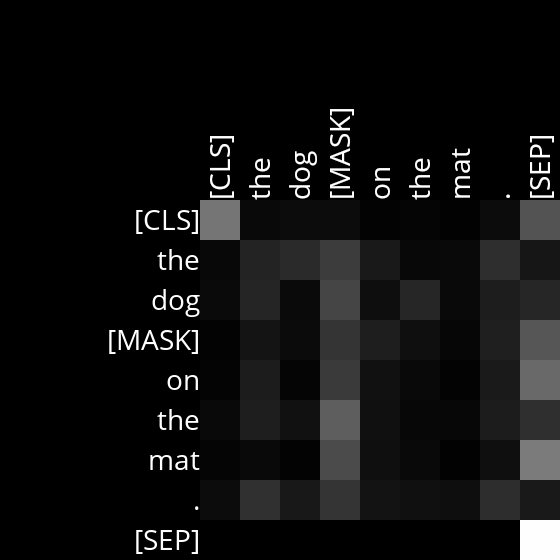 [CLS] the dog [MASK] on the mat . [SEP]
[CLS]
the
dog
[MASK]
on
the
mat
.
[SEP]